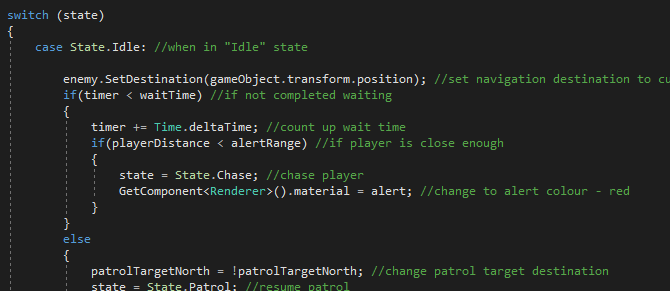 switch (state)
{
case State.Idle: //when in "Idle" state
enemy.SetDestination(gameObject.transform.position); //set navigation destination to cu
if(timer < waitTime) //if not completed waiting
{
timer += Time.deltaTime; //count up wait time
if(playerDistance < alertRange) //if player is close enough
{
state = State.Chase; //chase player
GetComponent<Renderer>().material = alert; //change to alert colour - red
}
}
else
{
patrolTargetNorth = !patrolTargetNorth; //change patrol target destination
state = State.Patrol; //resume patrol